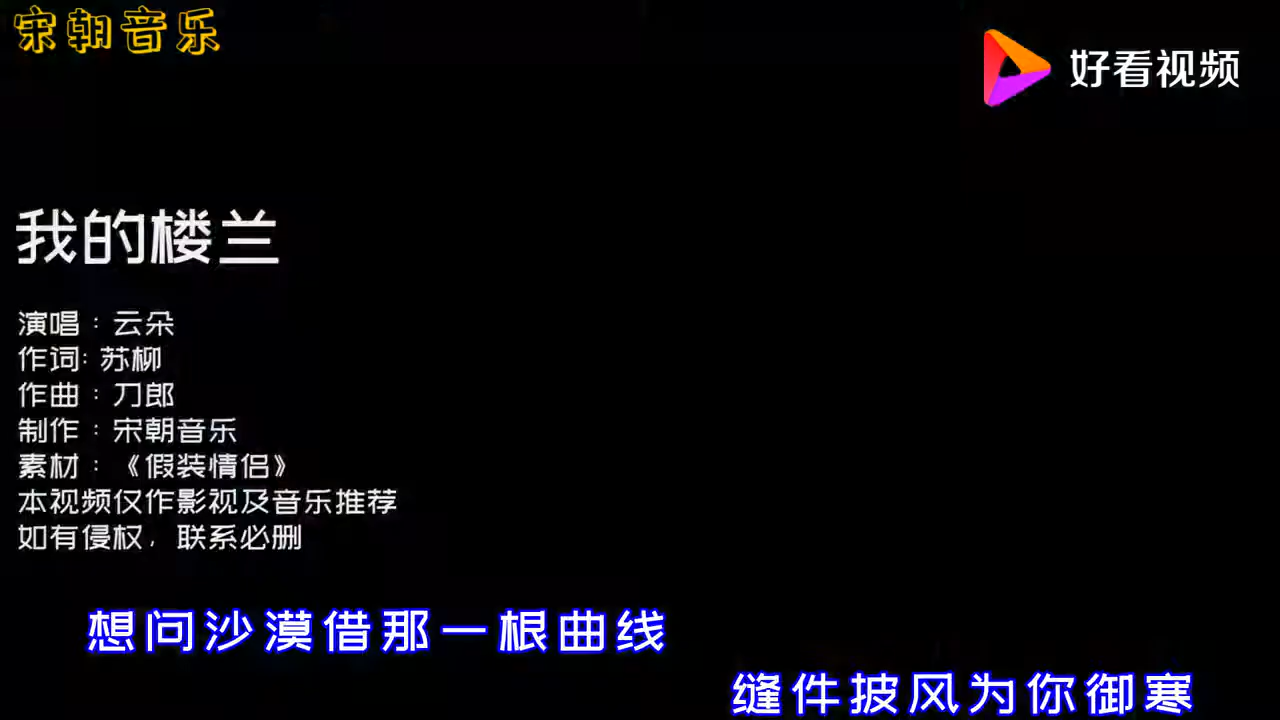 宋朝音乐
好看视频
我的楼兰
演唱：云朵
作词: 苏柳
作曲：刀郎
制作：宋朝音乐
素材：《假装情侣》
本视频仅作影视及音乐推荐
如有侵权，联系必删
想问沙漠借那一根曲线
缝件披风为你御寒